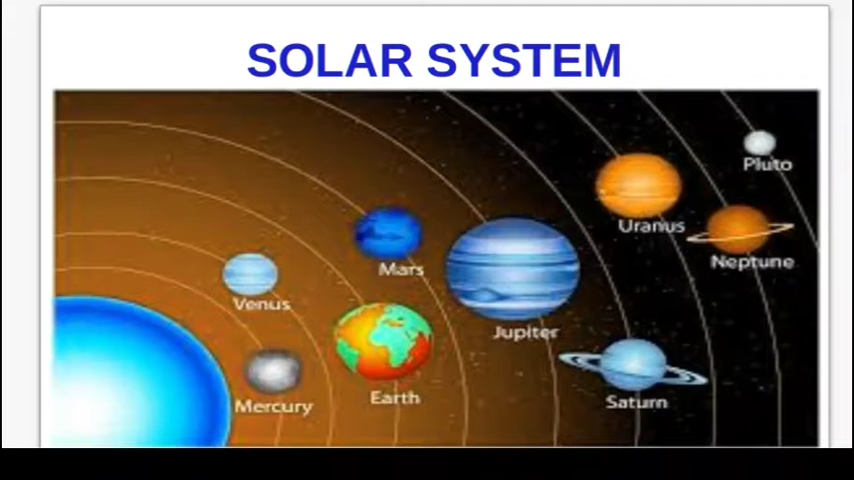 SOLAR SYSTEM
Pluto
Uranus
Neptune
Mars
Venus
Jupiter
Mercury
Earth
Saturn